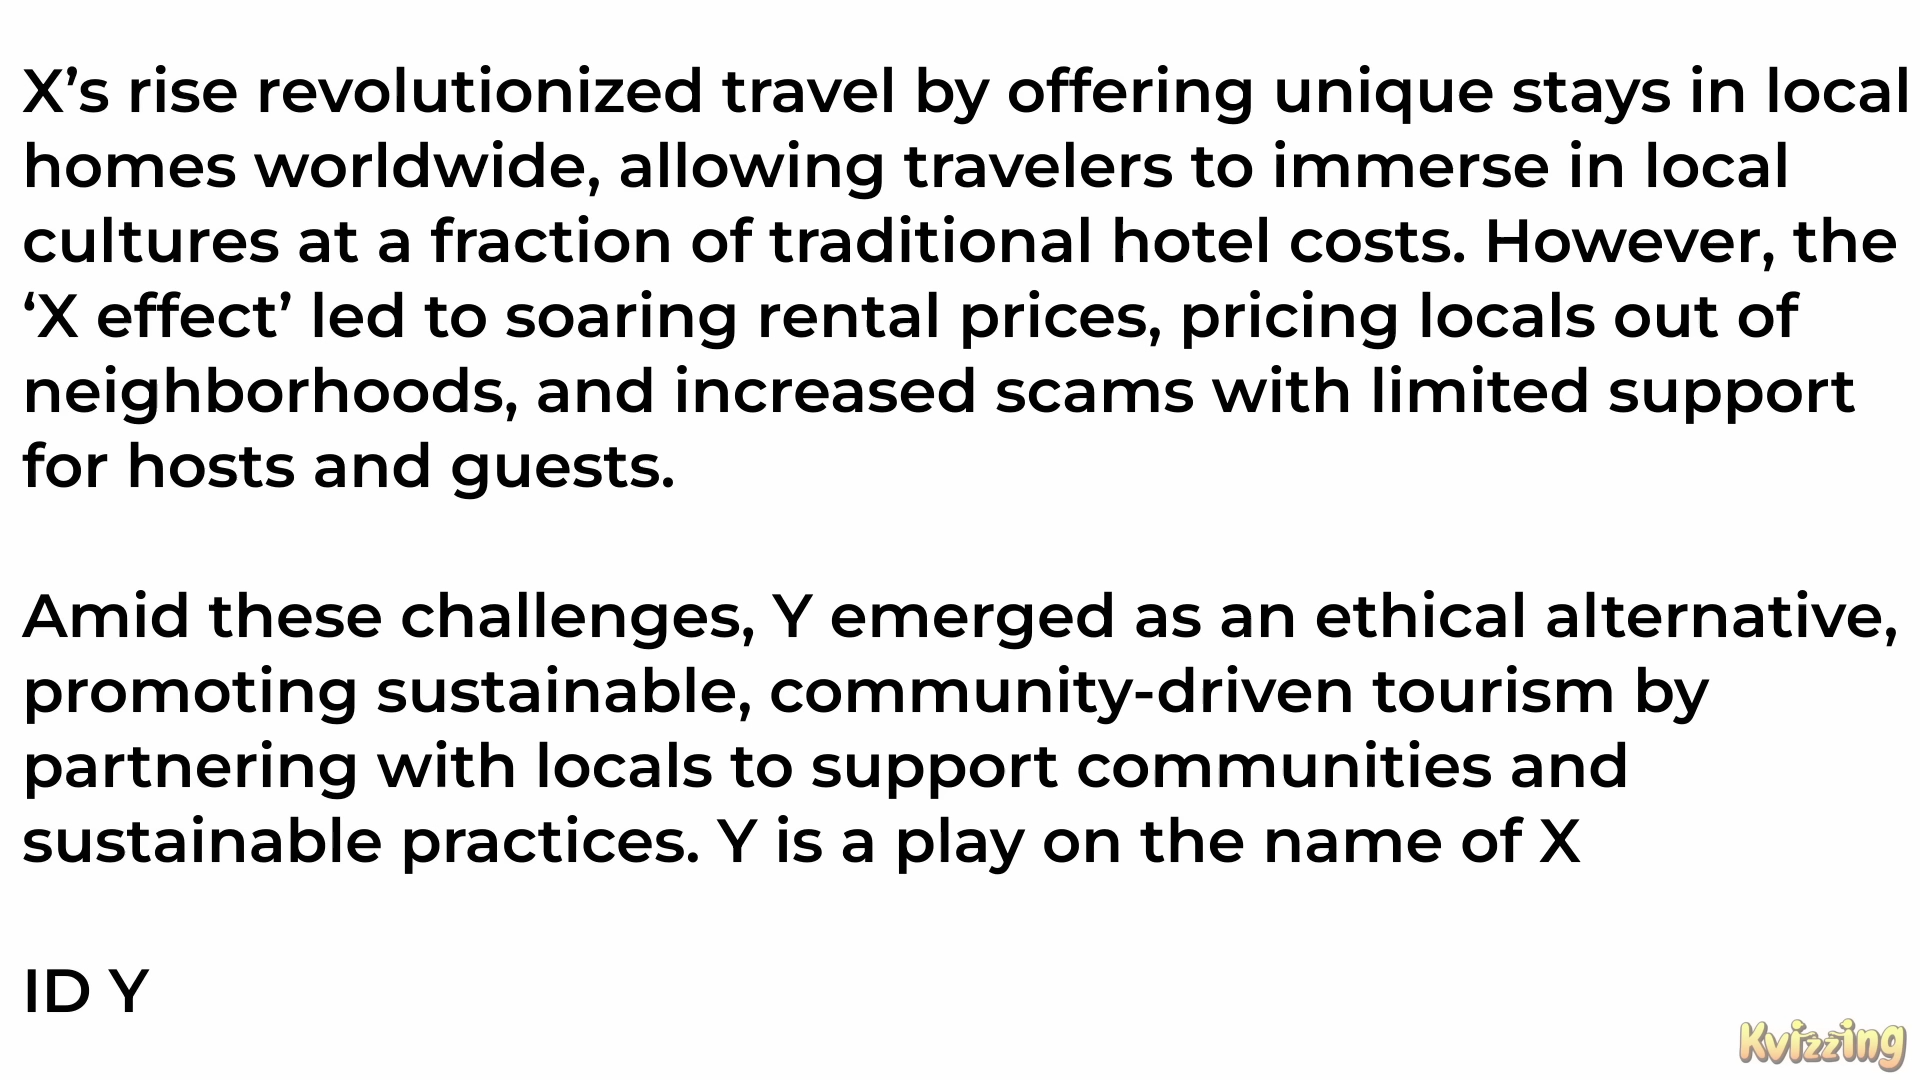 X’s rise revolutionized travel by offering unique stays in local
homes worldwide, allowing travelers to immerse in local
cultures at a fraction of traditional hotel costs. However, the
‘X effect’ led to soaring rental prices, pricing locals out of
neighborhoods, and increased scams with limited support
for hosts and guests.
Amid these challenges, Y emerged as an ethical alternative,
promoting sustainable, community-driven tourism by
partnering with locals to support communities and
sustainable practices. Y is a play on the name of X
ID Y
Kvizzing